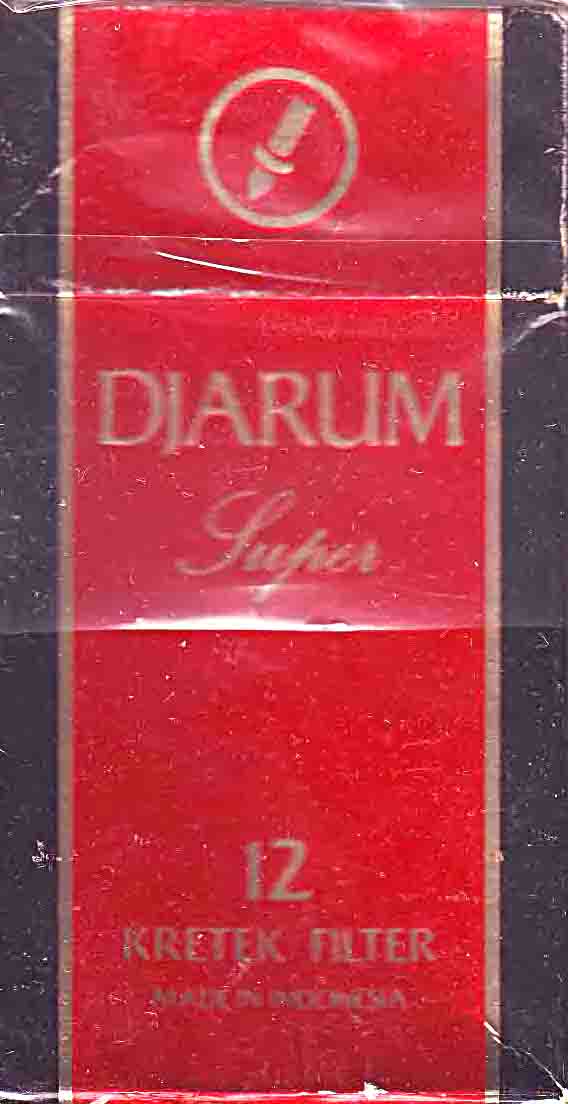 DJARUM
Super
12
KRETEK FILTER
MADE IN INDONESIA